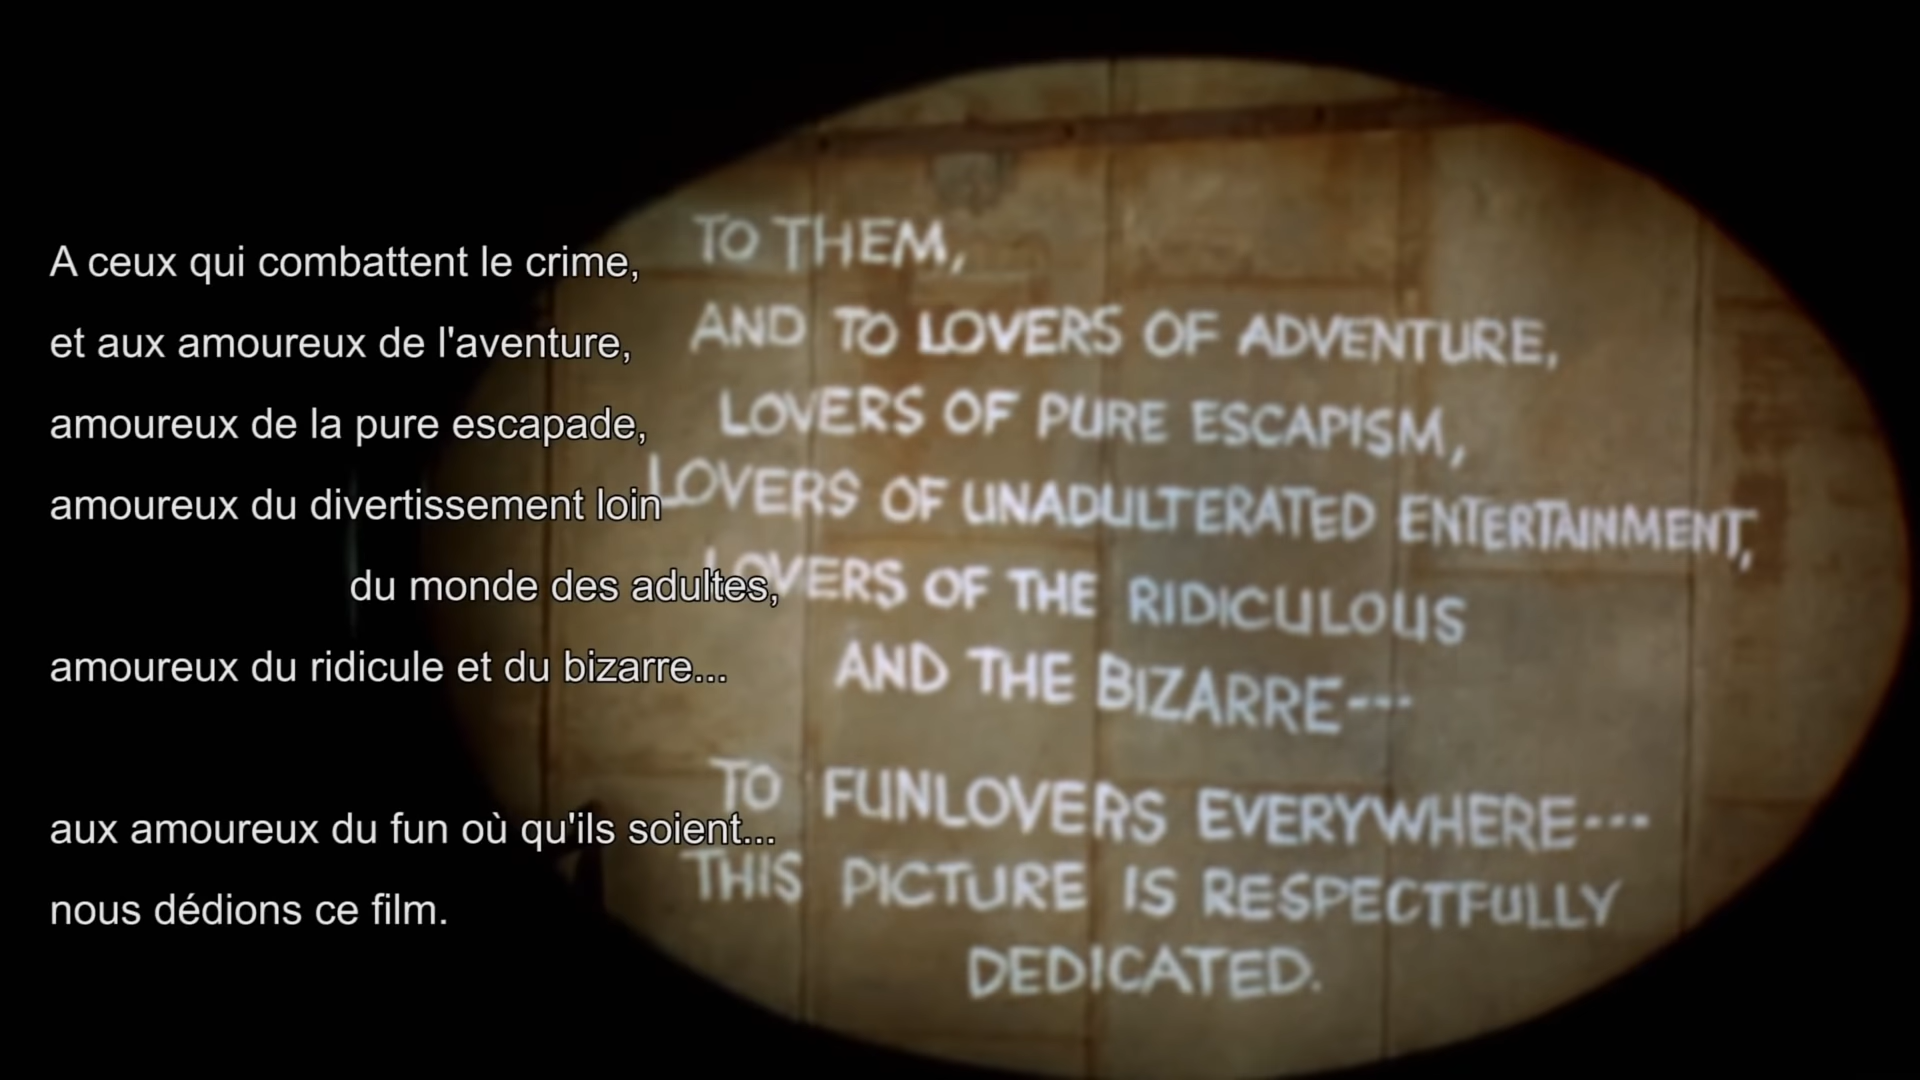 A ceux qui combattent le crime,
et aux amoureux de l'aventure,
amoureux de la pure escapade,
amoureux du divertissement loin
du monde des adultes,
amoureux du ridicule et du bizarre...
aux amoureux du fun où qu'ils soient...
nous dédions ce film.
TO THEM,
AND TO LOVERS OF ADVENTURE,
LOVERS OF PURE ESCAPISM,
LOVERS OF UNADULTERATED ENTERTAINMENT,
LOVERS OF THE RIDICULOUS
AND THE BIZARRE---
TO FUNLOVERS EVERYWHERE---
THIS PICTURE IS RESPECTFULLY
DEDICATED.